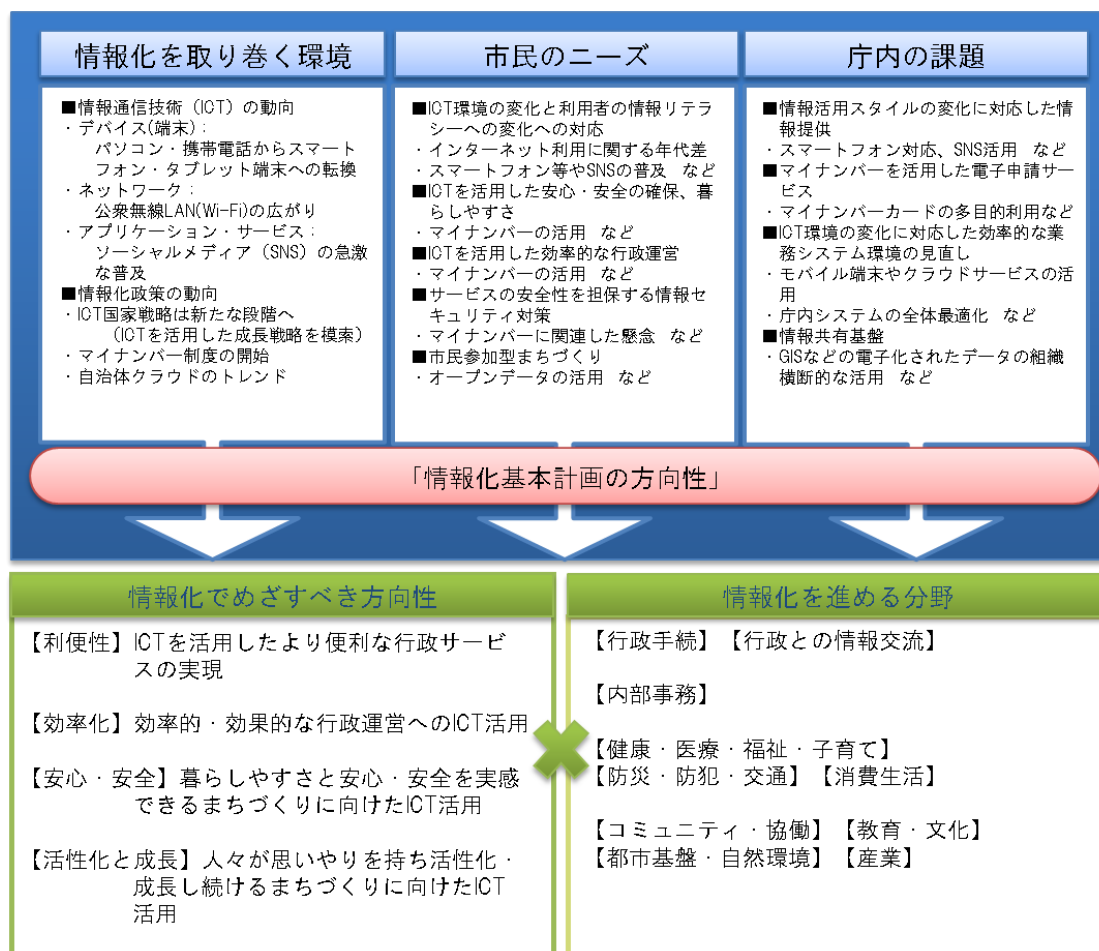 情報化を取り巻く環境
■情報通信技術（ICT）の動向
・デバイス(端末)：
パソコン・携帯電話からスマート
フォン・タブレット端末への転換
・ネットワーク：
公衆無線LAN(Wi-Fi)の広がり
・アプリケーション・サービス：
ソーシャルメディア（SNS）の急激
な普及
■情報化政策の動向
・ICT国家戦略は新たな段階へ
（ICTを活用した成長戦略を模索）
・マイナンバー制度の開始
・自治体クラウドのトレンド
市民のニーズ
■ICT環境の変化と利用者の情報リテラ
シーへの変化への対応
・インターネット利用に関する年代差
・スマートフォン等やSNSの普及 など
■ICTを活用した安心・安全の確保、暮
らしやすさ
・マイナンバーの活用 など
■ICTを活用した効率的な行政運営
・マイナンバーの活用 など
■サービスの安全性を担保する情報セ
キュリティ対策
・マイナンバーに関連した懸念 など
■市民参加型まちづくり
・オープンデータの活用 など
庁内の課題
■情報活用スタイルの変化に対応した情
報提供
・スマートフォン対応、SNS活用 など
■マイナンバーを活用した電子申請サー
ビス
・マイナンバーカードの多目的利用など
■ICT環境の変化に対応した効率的な業
務システム環境の見直し
・モバイル端末やクラウドサービスの活
用
・庁内システムの全体最適化 など
■情報共有基盤
・GISなどの電子化されたデータの組織
横断的な活用 など
「情報化基本計画の方向性」
情報化でめざすべき方向性
【利便性】ICTを活用したより便利な行政サービ
スの実現
【効率化】効率的・効果的な行政運営へのICT活用
【安心・安全】暮らしやすさと安心・安全を実感
できるまちづくりに向けたICT活用
【活性化と成長】人々が思いやりを持ち活性化・
成長し続けるまちづくりに向けたICT
活用
情報化を進める分野
【行政手続】【行政との情報交流】
【内部事務】
【健康・医療・福祉・子育て】
【防災・防犯・交通】【消費生活】
【コミュニティ・協働】【教育・文化】
【都市基盤・自然環境】【産業】